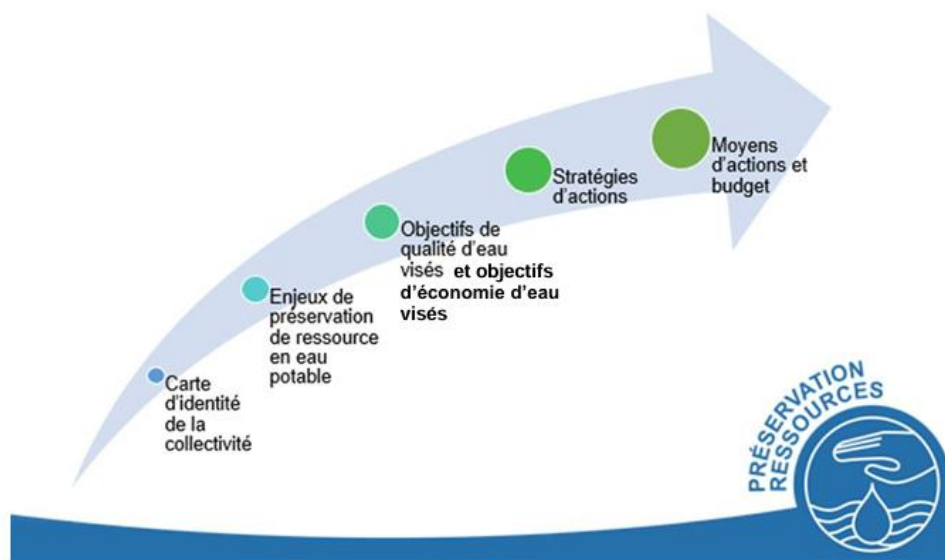 Carte
d'identité
de la
collectivité
Enjeux de
préservation
de ressource
en eau
potable
Objectifs de
qualité d'eau
visés et objectifs
d'économie d'eau
visés
Stratégies
d'actions
Moyens
d'actions et
budget
PRÉSERVATION
RESSOURCES